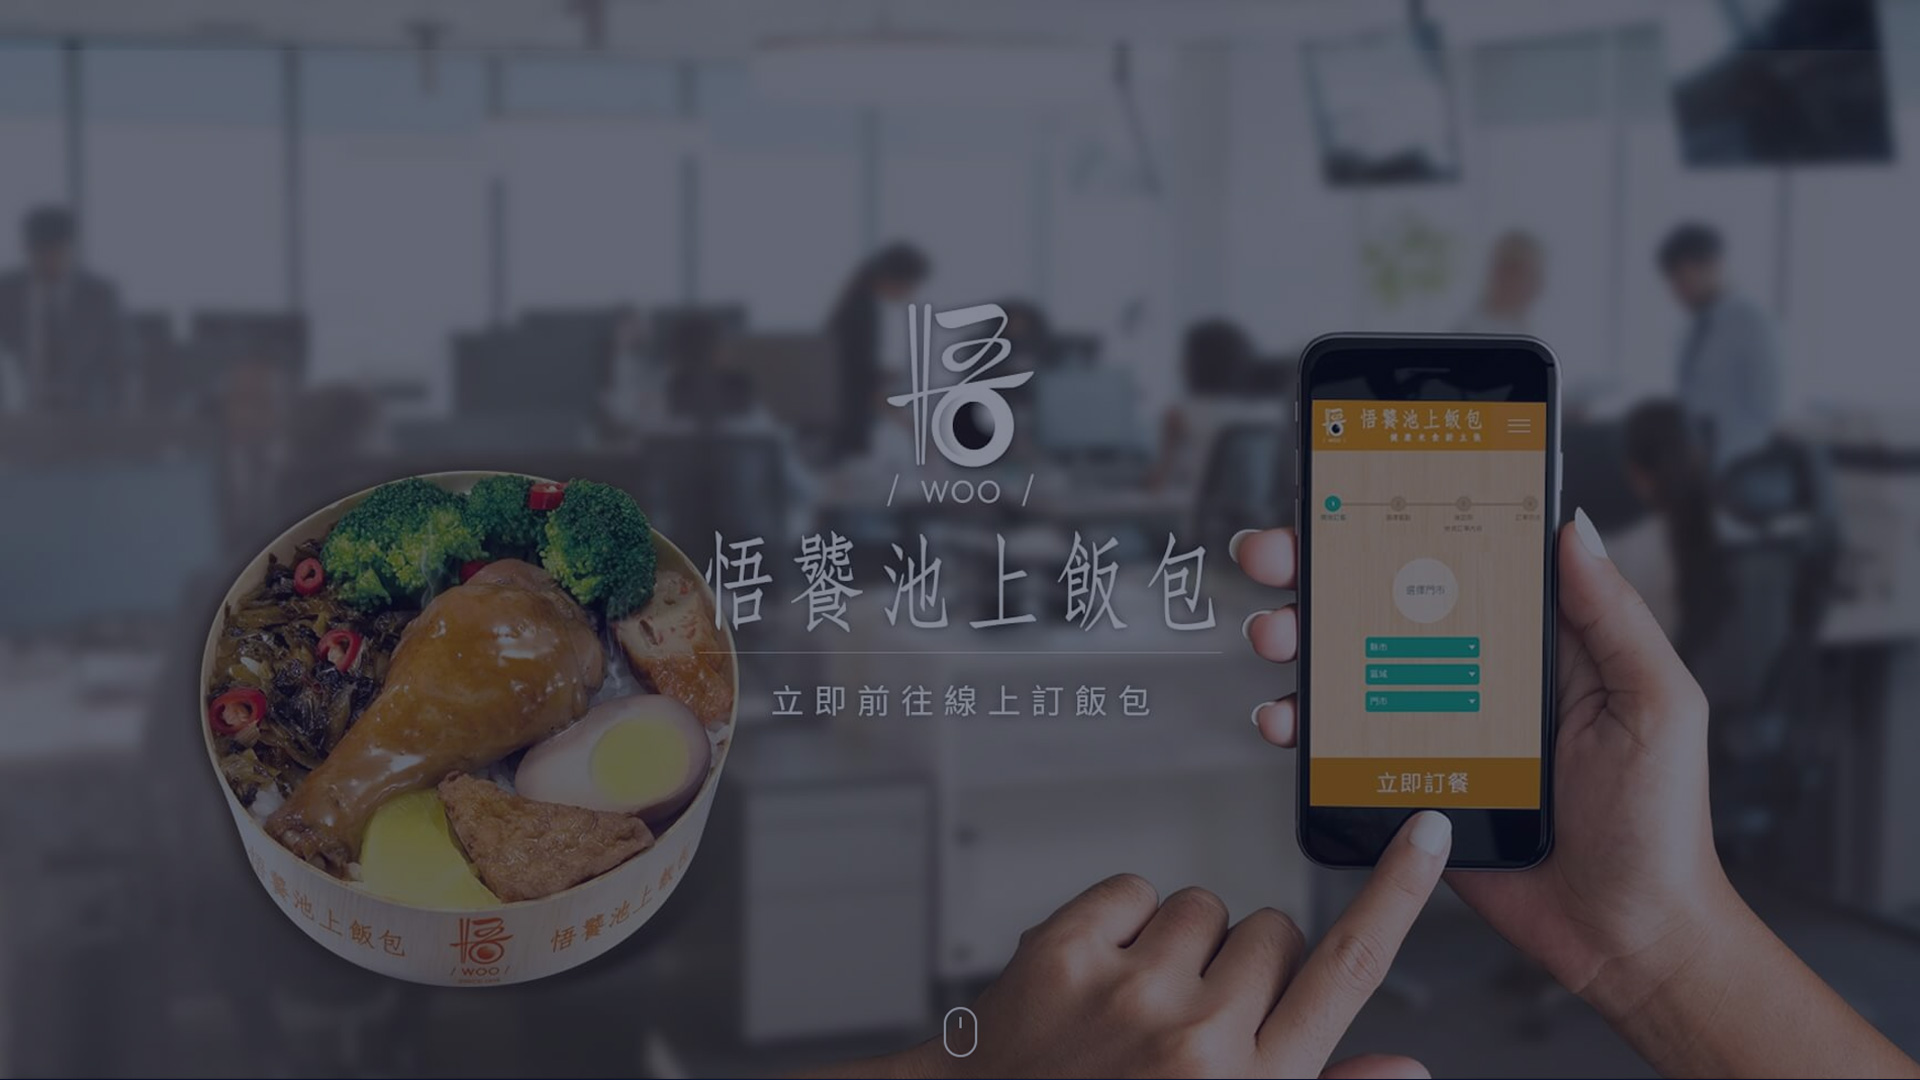 悟
/ WOO /
悟饕池上飯包
立即前往線上訂飯包
悟饕池上飯包
選擇門市
縣市
區域
門市
立即訂餐
饕池上飯包
悟
/ WOO /
悟饕池上飯